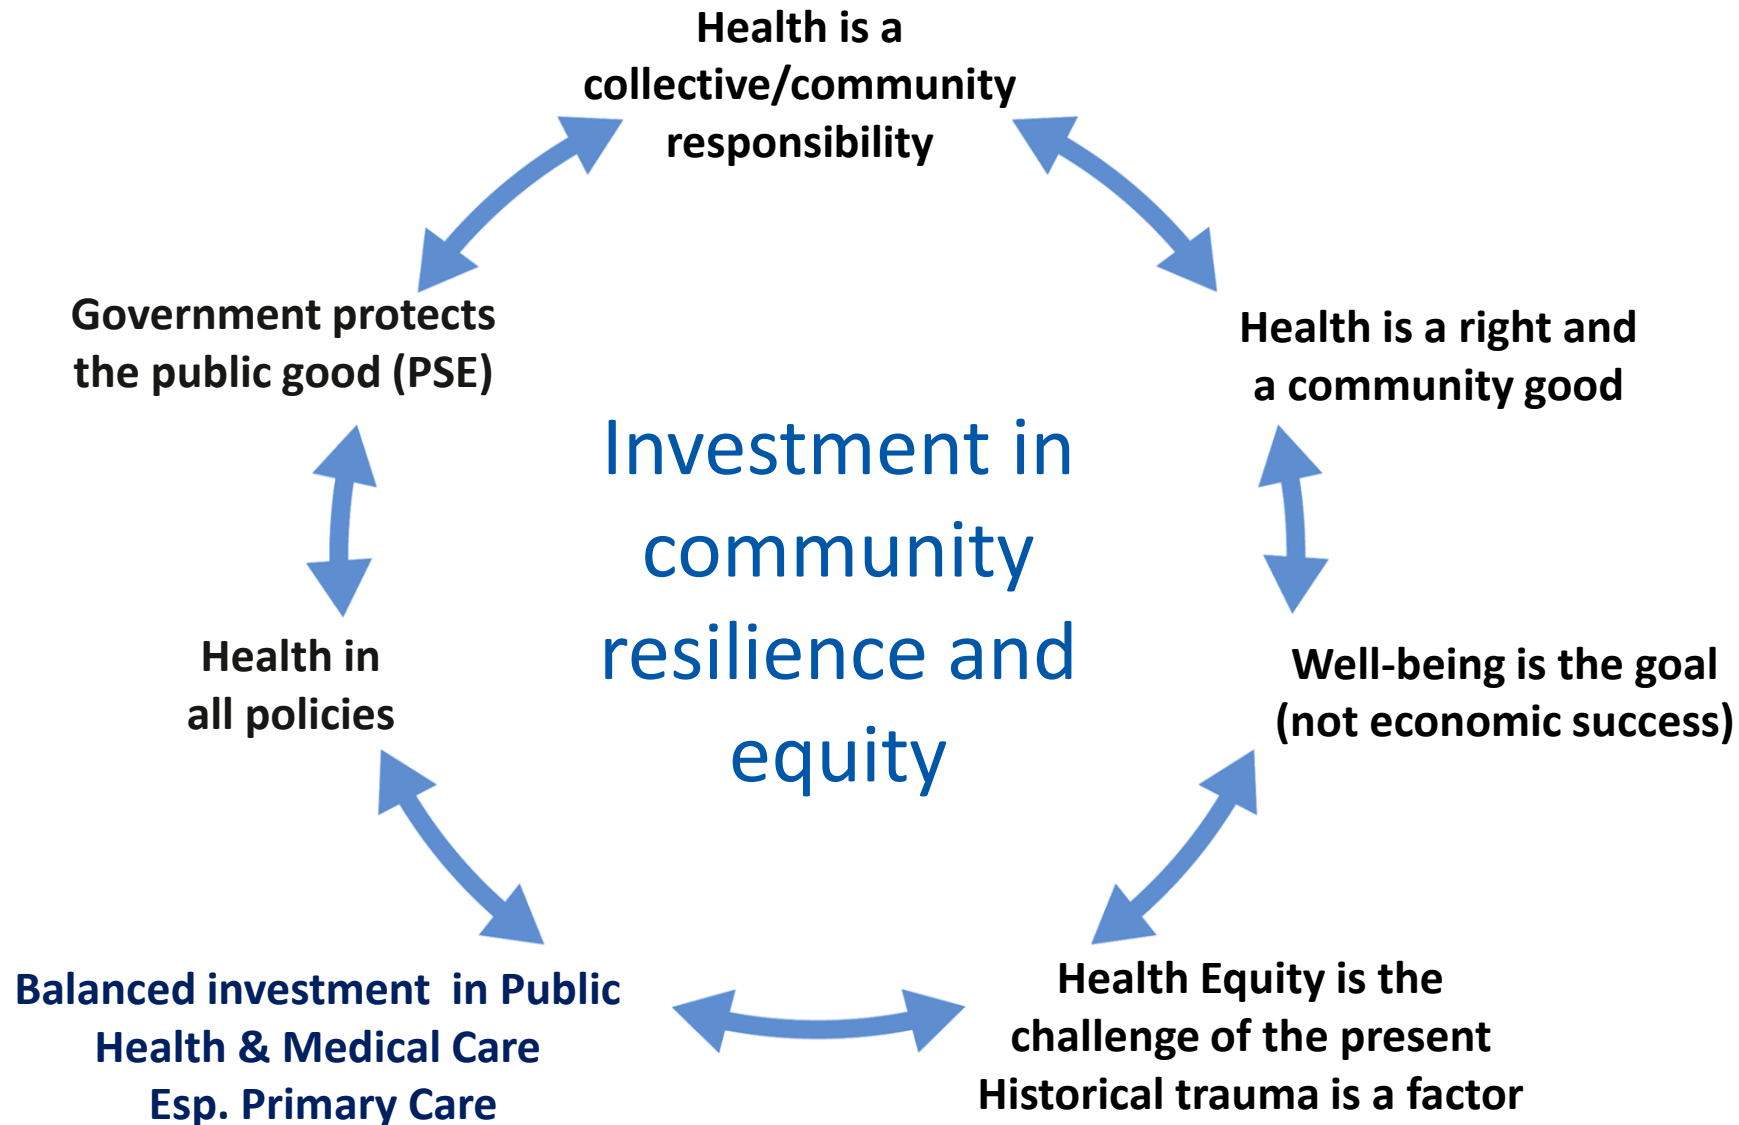 Health is a
collective/community
responsibility
Health is a right and
a community good
Well-being is the goal
(not economic success)
Health Equity is the
challenge of the present
Historical trauma is a factor
Balanced investment  in Public
Health & Medical Care
Esp. Primary Care
Health in
all policies
Government protects
the public good (PSE)
Investment in
community
resilience and
equity